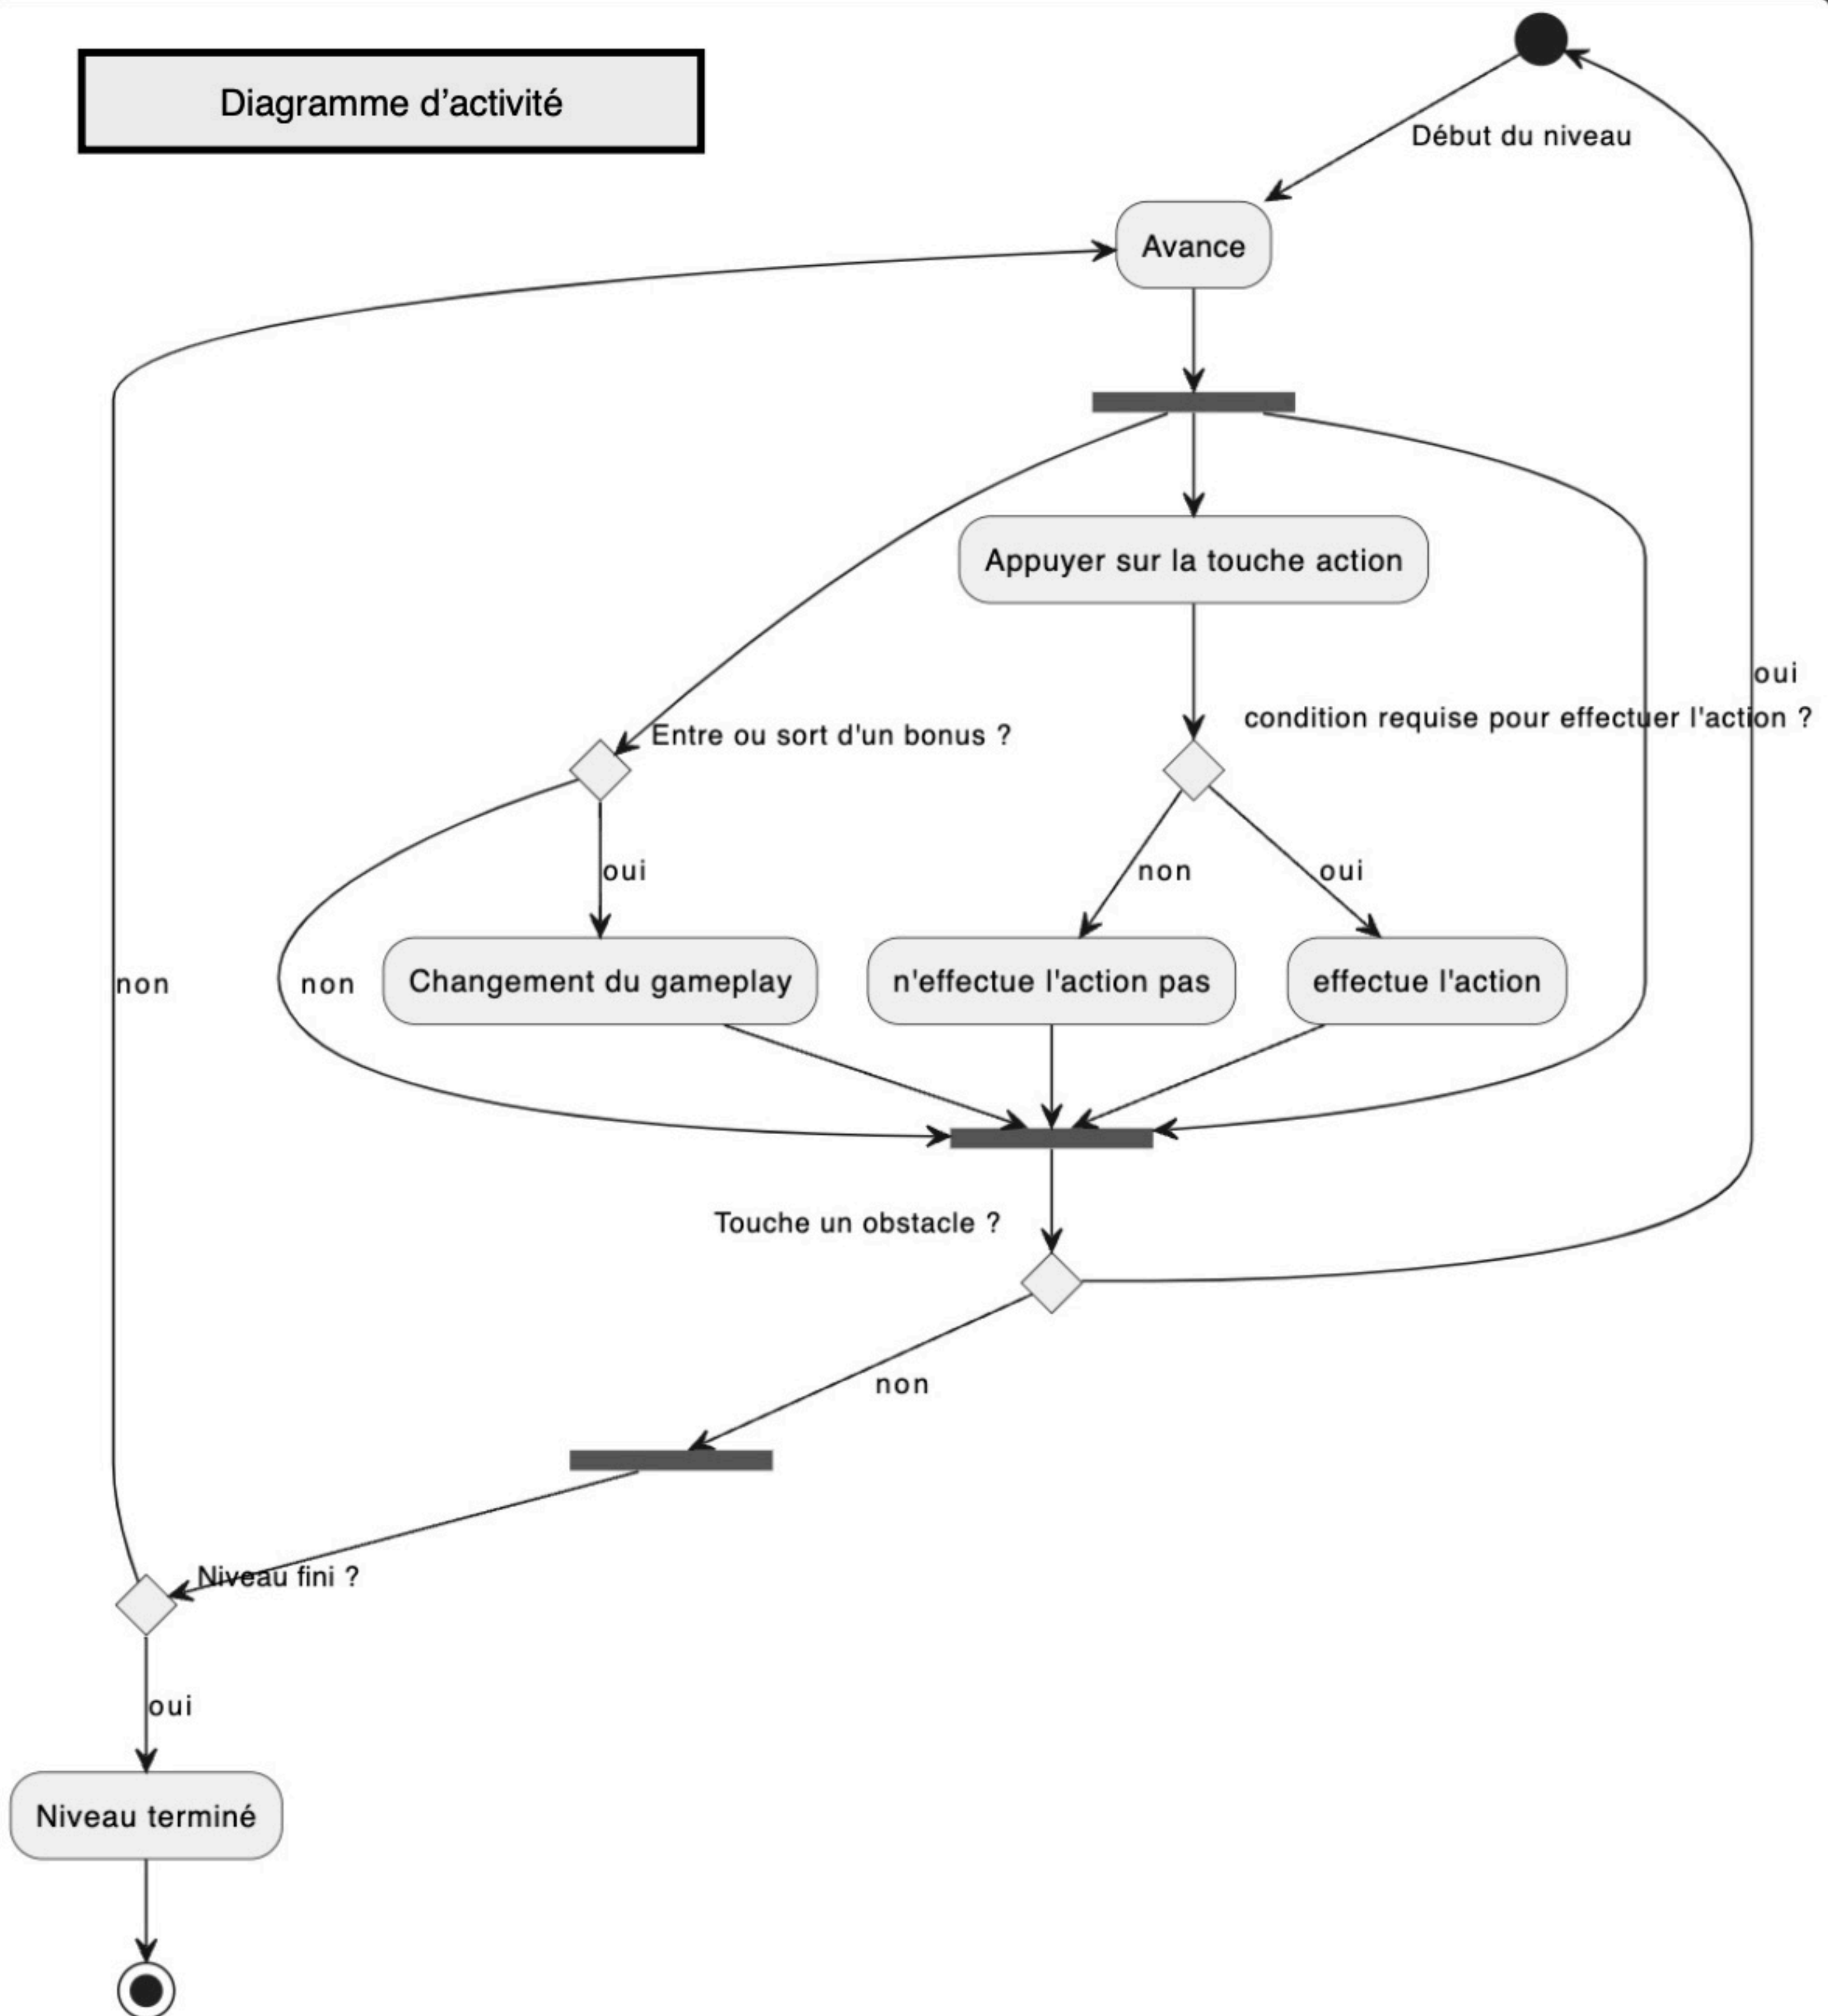 Diagramme d’activité
Début du niveau
Avance
Appuyer sur la touche action
oui
condition requise pour effectuer l'action ?
Entre ou sort d'un bonus ?
oui
non
oui
non
non
Changement du gameplay
n'effectue l'action pas
effectue l'action
Touche un obstacle ?
non
Niveau fini ?
oui
Niveau terminé